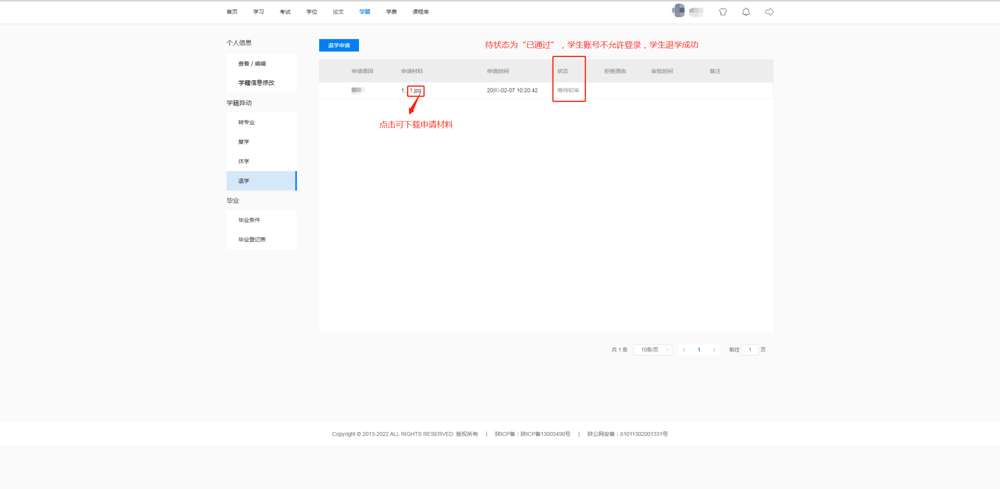 首页 学习 考试 学位 论文 学籍 学费 课程库
个人信息
查看 / 编辑
学籍信息修改
学籍异动
转专业
复学
休学
退学
毕业
毕业条件
毕业登记表
退学申请
待状态为“已通过”，学生账号不允许登录，学生退学成功
申请原因 申请材料 申请时间 状态 拒绝理由 审批时间 备注
1、1.jpg 20 -02-07 10:20:42 等待初审
点击可下载申请材料
共 1 条 10条/页 1 前往 1 页
Copyright © 2013-2022 ALL RIGHTS RESERVED. 版权所有 | 陕ICP备：陕ICP备13003490号 | 陕公网安备：61011302001331号